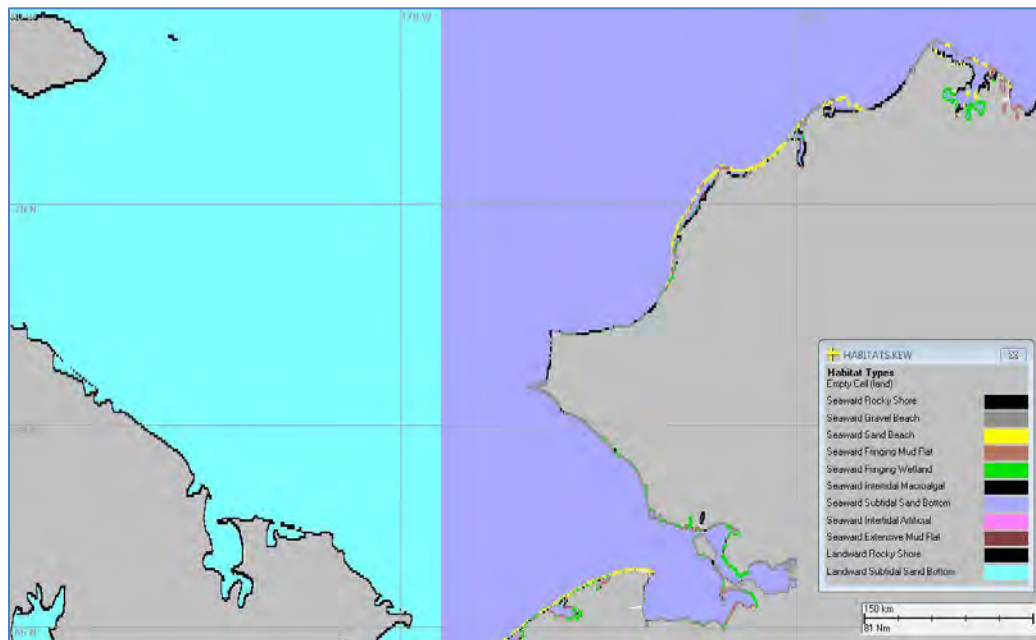 170 W
HABITATS.KEW
Habitat Types
Empty Cell (land)
Seaward Rocky Shore
Seaward Gravel Beach
Seaward Sand Beach
Seaward Fringing Mud Flat
Seaward Fringing Wetland
Seaward Intertidal Macroalgal
Seaward Subtidal Sand Bottom
Seaward Intertidal Artificial
Seaward Extensive Mud Flat
Landward Rocky Shore
Landward Subtidal Sand Bottom
150 km
81 Nm